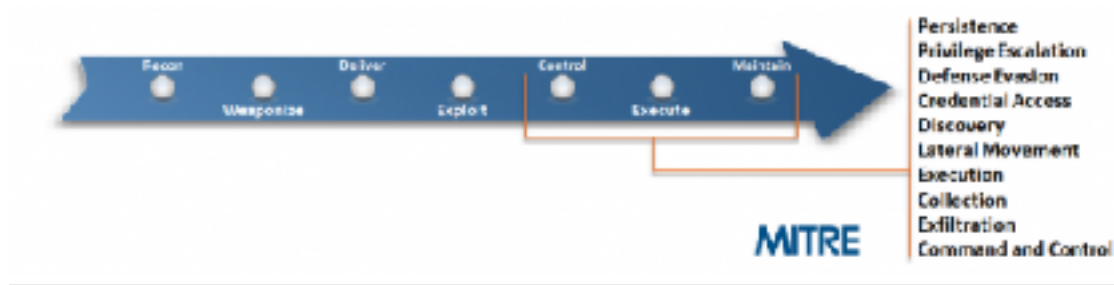 Recon
Deliver
Control
Maintain
Weaponize
Exploit
Execute
Persistence
Privilege Escalation
Defense Evasion
Credential Access
Discovery
Lateral Movement
Execution
Collection
Exfiltration
Command and Control
MITRE